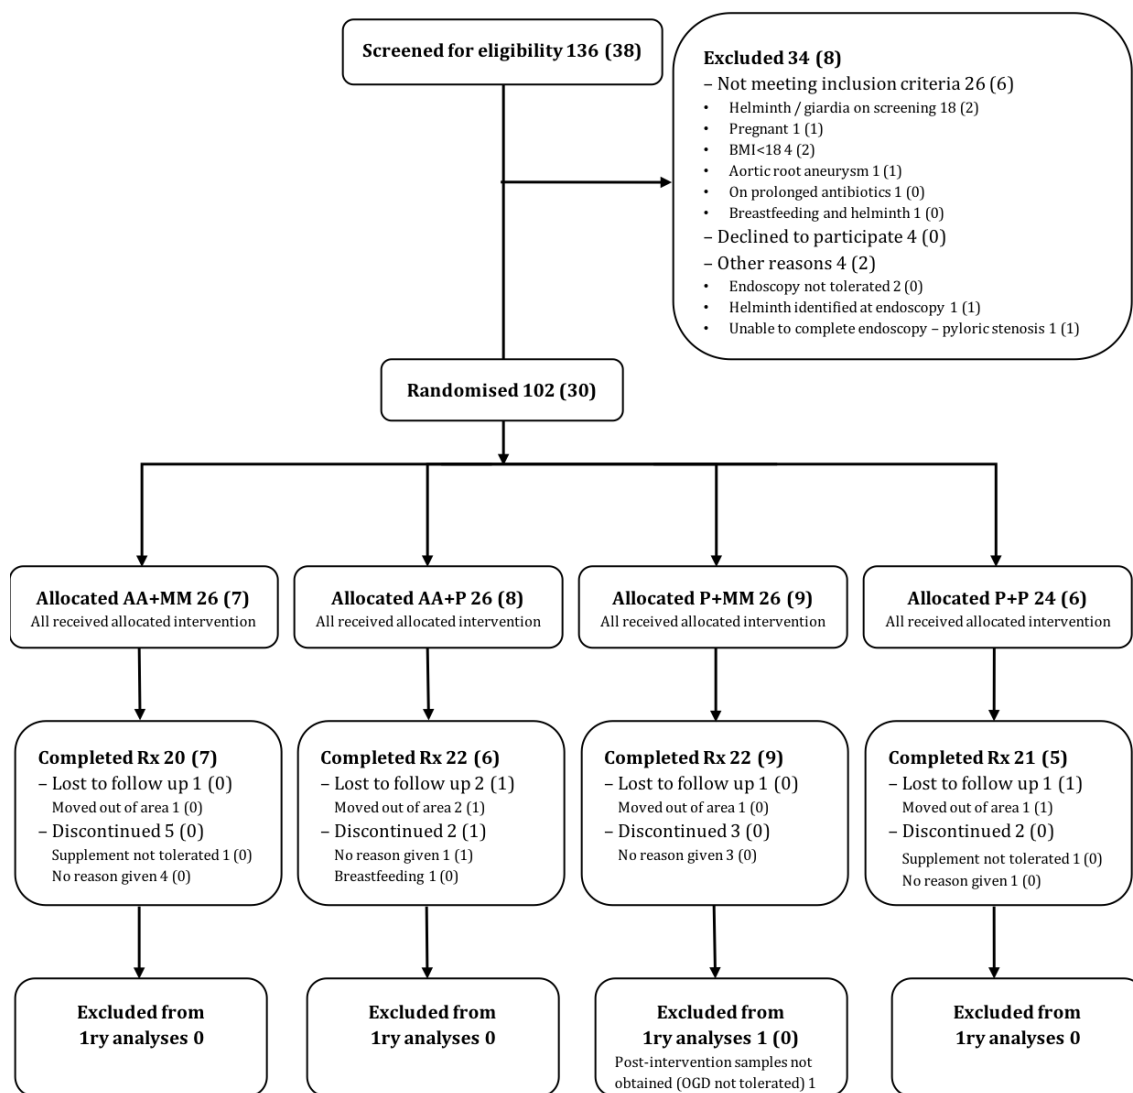 Screened for eligibility 136 (38)
Excluded 34 (8)
– Not meeting inclusion criteria 26 (6)
• Helminth / giardia on screening 18 (2)
• Pregnant 1 (1)
• BMI<18 4 (2)
• Aortic root aneurysm 1 (1)
• On prolonged antibiotics 1 (0)
• Breastfeeding and helminth 1 (0)
– Declined to participate 4 (0)
– Other reasons 4 (2)
• Endoscopy not tolerated 2 (0)
• Helminth identified at endoscopy 1 (1)
• Unable to complete endoscopy – pyloric stenosis 1 (1)
Randomised 102 (30)
Allocated AA+MM 26 (7)
All received allocated intervention
Allocated AA+P 26 (8)
All received allocated intervention
Allocated P+MM 26 (9)
All received allocated intervention
Allocated P+P 24 (6)
All received allocated intervention
Completed Rx 20 (7)
– Lost to follow up 1 (0)
Moved out of area 1 (0)
– Discontinued 5 (0)
Supplement not tolerated 1 (0)
No reason given 4 (0)
Completed Rx 22 (6)
– Lost to follow up 2 (1)
Moved out of area 2 (1)
– Discontinued 2 (1)
No reason given 1 (1)
Breastfeeding 1 (0)
Completed Rx 22 (9)
– Lost to follow up 1 (0)
Moved out of area 1 (0)
– Discontinued 3 (0)
No reason given 3 (0)
Completed Rx 21 (5)
– Lost to follow up 1 (1)
Moved out of area 1 (1)
– Discontinued 2 (0)
Supplement not tolerated 1 (0)
No reason given 1 (0)
Excluded from
1ry analyses 0
Excluded from
1ry analyses 0
Excluded from
1ry analyses 1 (0)
Post-intervention samples not
obtained (OGD not tolerated) 1
Excluded from
1ry analyses 0